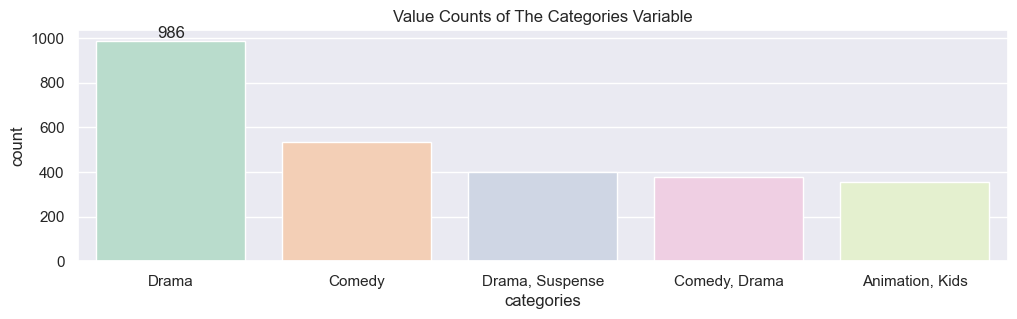 Value Counts of The Categories Variable
986
1000
800
600
400
200
0
count
Drama
Comedy
Drama, Suspense
Comedy, Drama
Animation, Kids
categories